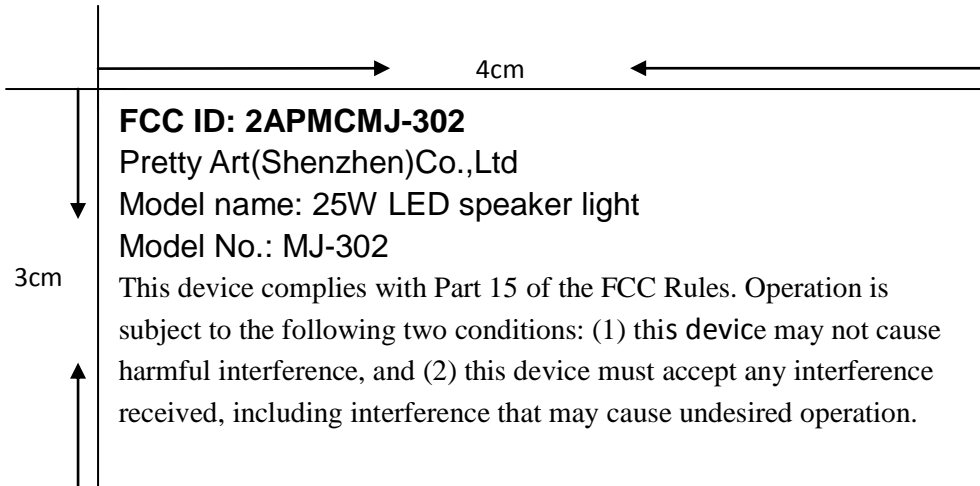 4cm
FCC ID: 2APMCMJ-302
Pretty Art(Shenzhen)Co.,Ltd
Model name: 25W LED speaker light
Model No.: MJ-302
3cm
This device complies with Part 15 of the FCC Rules. Operation is
subject to the following two conditions: (1) this device may not cause
harmful interference, and (2) this device must accept any interference
received, including interference that may cause undesired operation.